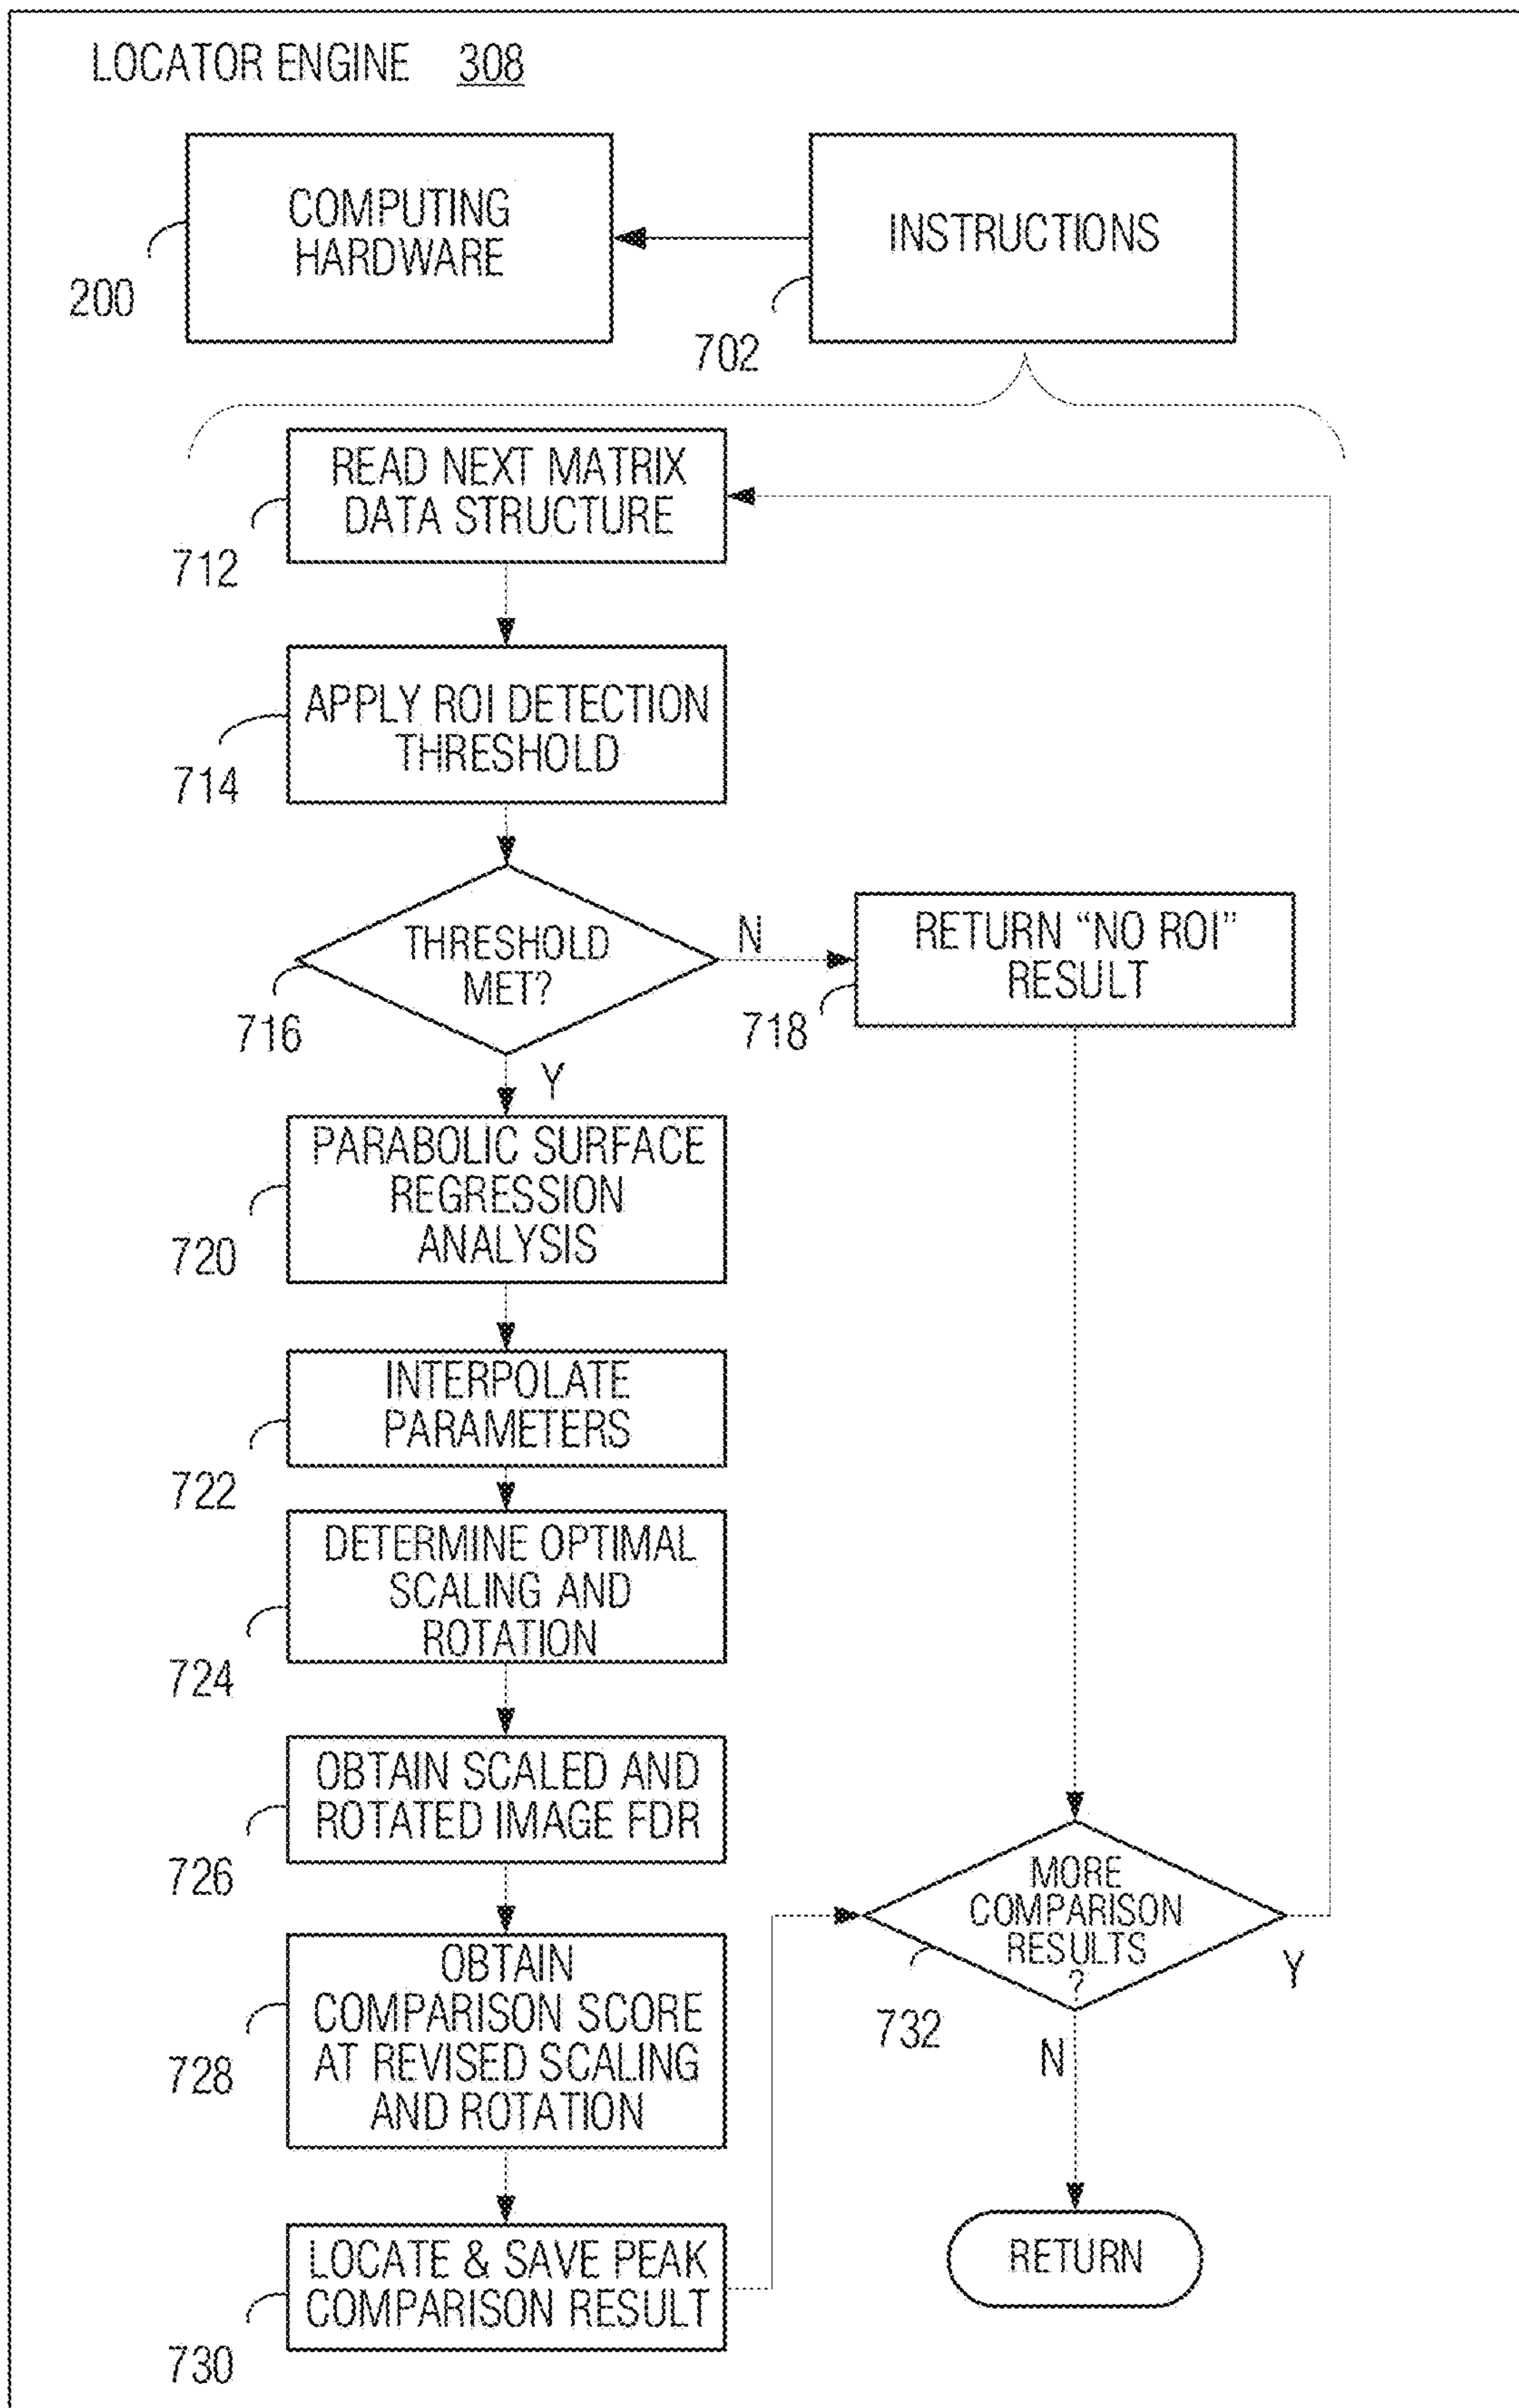 LOCATOR ENGINE 308
COMPUTING
HARDWARE
200
INSTRUCTIONS
702
READ NEXT MATRIX
DATA STRUCTURE
712
APPLY ROI DETECTION
THRESHOLD
714
THRESHOLD
MET?
716
N
RETURN “NO ROI”
RESULT
718
Y
PARABOLIC SURFACE
REGRESSION
ANALYSIS
720
INTERPOLATE
PARAMETERS
722
DETERMINE OPTIMAL
SCALING AND
ROTATION
724
OBTAIN SCALED AND
ROTATED IMAGE FDR
726
OBTAIN
COMPARISON SCORE
AT REVISED SCALING
AND ROTATION
728
LOCATE & SAVE PEAK
COMPARISON RESULT
730
MORE
COMPARISON
RESULTS
?
732
Y
N
RETURN